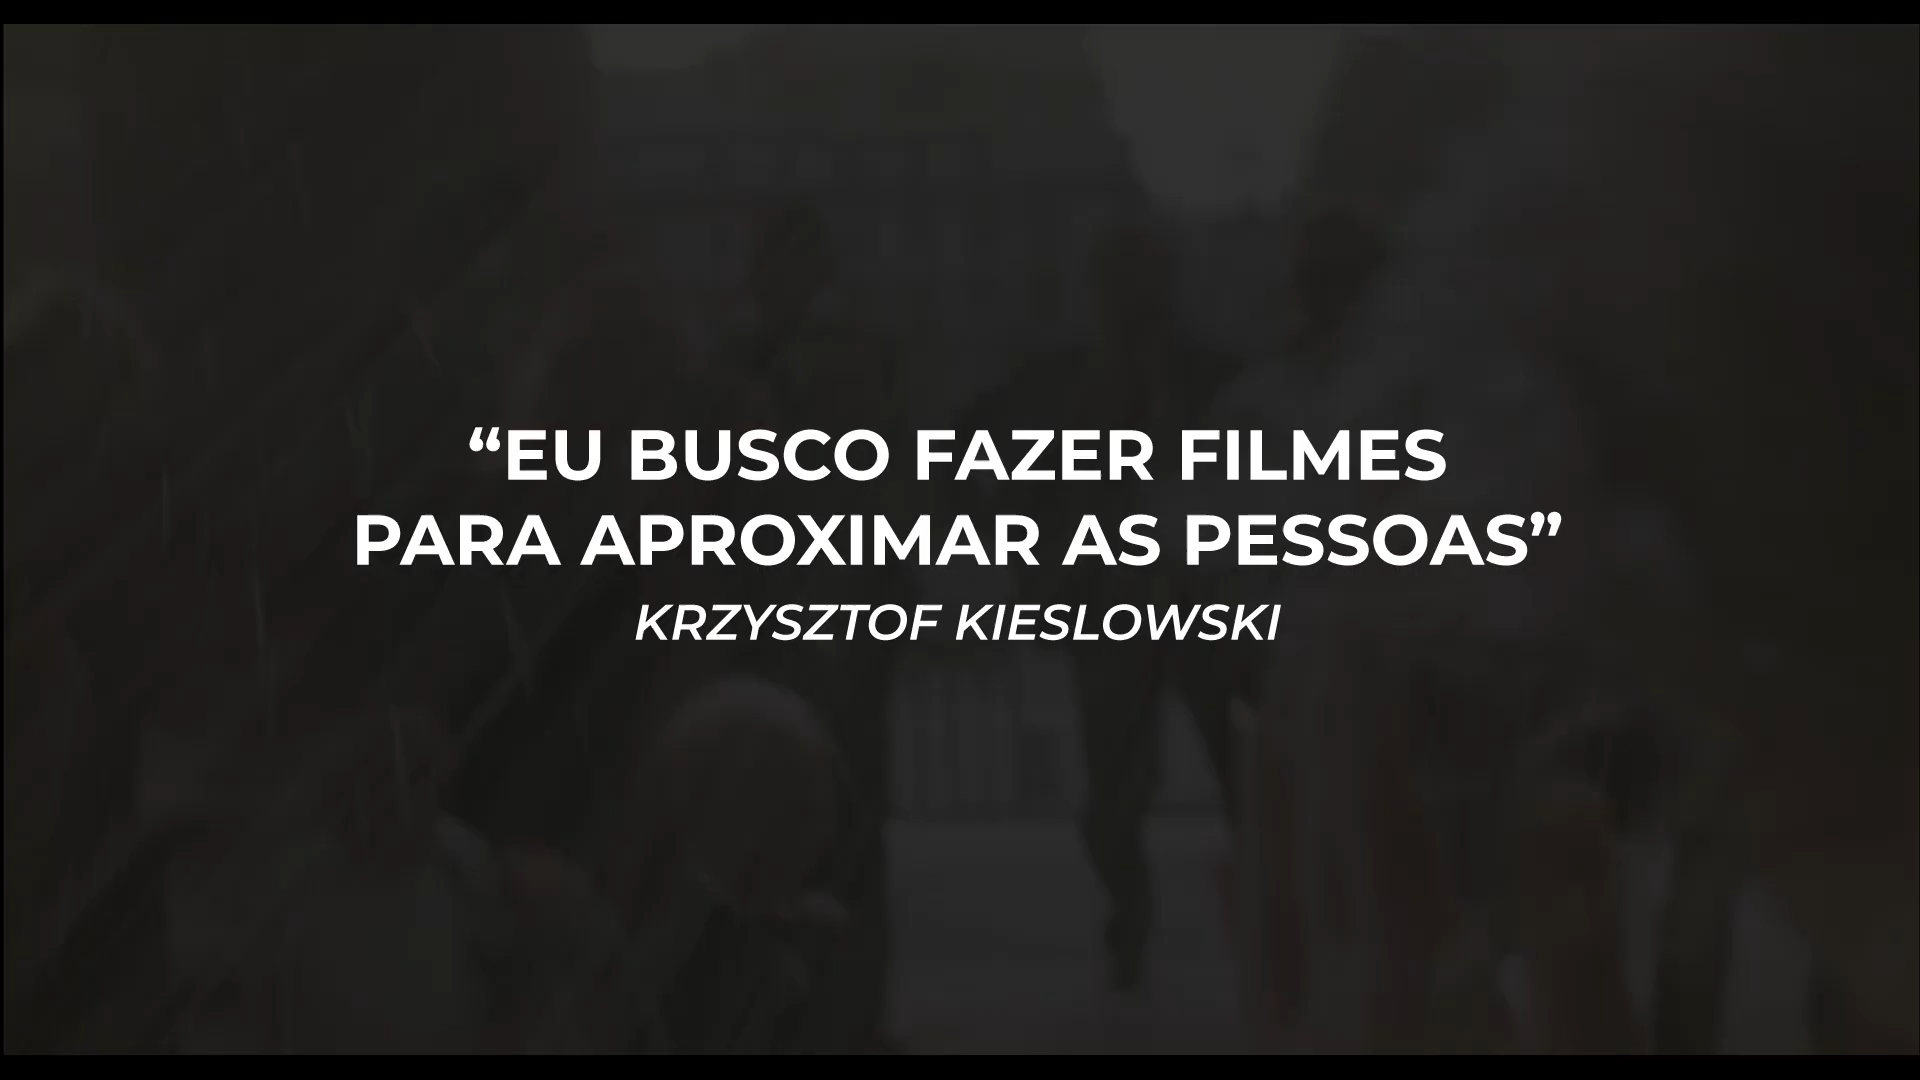 “EU BUSCO FAZER FILMES
PARA APROXIMAR AS PESSOAS”
KRZYSZTOF KIESLOWSKI